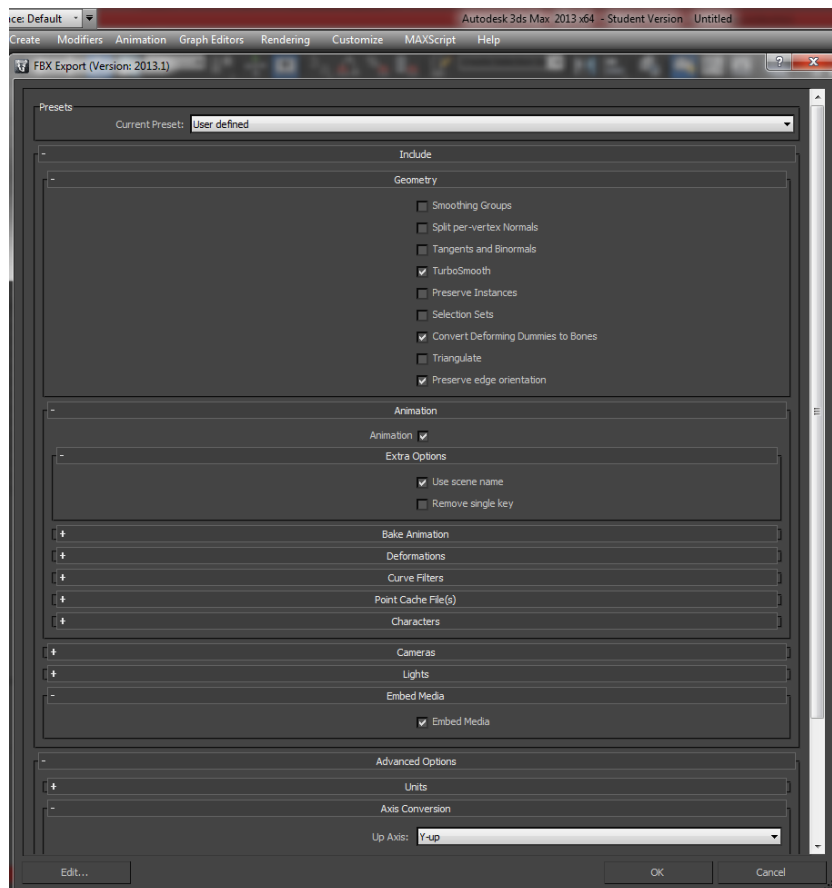 ce: Default
Autodesk 3ds Max 2013 x64 - Student Version Untitled
Create Modifiers Animation Graph Editors Rendering Customize MAXScript Help
FBX Export (Version: 2013.1)
Presets
Current Preset: User defined
- Include
- Geometry
Smoothing Groups
Split per-vertex Normals
Tangents and Binormals
TurboSmooth
Preserve Instances
Selection Sets
Convert Deforming Dummies to Bones
Triangulate
Preserve edge orientation
- Animation
Animation
- Extra Options
Use scene name
Remove single key
+ Bake Animation
+ Deformations
+ Curve Filters
+ Point Cache File(s)
+ Characters
+ Cameras
+ Lights
- Embed Media
Embed Media
- Advanced Options
+ Units
- Axis Conversion
Up Axis: Y-up
Edit... OK Cancel